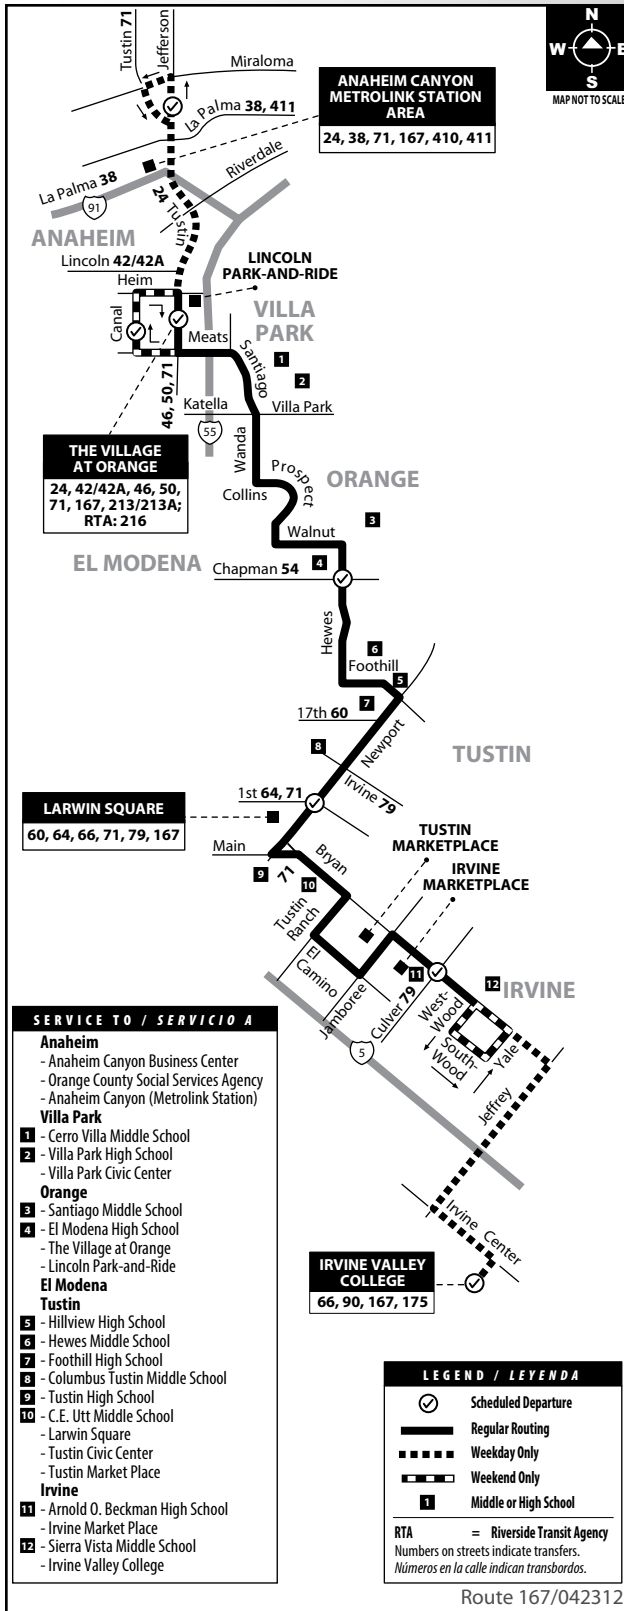 N
W E
S
MAP NOT TO SCALE
Tustin 71
Jefferson
Miraloma
La Palma 38, 411
ANAHEIM CANYON
METROLINK STATION
AREA
24, 38, 71, 167, 410, 411
Riverdale
La Palma 38
91
24 Tustin
ANAHEIM
Lincoln 42/42A
Heim
LINCOLN
PARK-AND-RIDE
Canal
VILLA
PARK
Meats
Santiago
1
2
46, 50, 71
Katella
Villa Park
55
THE VILLAGE
AT ORANGE
24, 42/42A, 46, 50,
71, 167, 213/213A;
RTA: 216
Wanda
Prospect
Collins
ORANGE
3
Walnut
EL MODENA
4
Chapman 54
Hewes
6
Foothill
5
7
17th 60
Newport
8
TUSTIN
Irvine 79
1st 64, 71
LARWIN SQUARE
60, 64, 66, 71, 79, 167
TUSTIN
MARKETPLACE
Main
Bryan
IRVINE
MARKETPLACE
9
71
10
Tustin
Ranch
El
Camino
Jamboree
11
Culver 79
12
IRVINE
West-
Wood
South-
Wood
Yale
5
Jeffrey
Irvine Center
IRVINE VALLEY
COLLEGE
66, 90, 167, 175
SERVICE TO / SERVICIO A
Anaheim
- Anaheim Canyon Business Center
- Orange County Social Services Agency
- Anaheim Canyon (Metrolink Station)
Villa Park
1 - Cerro Villa Middle School
2 - Villa Park High School
- Villa Park Civic Center
Orange
3 - Santiago Middle School
4 - El Modena High School
- The Village at Orange
- Lincoln Park-and-Ride
El Modena
Tustin
5 - Hillview High School
6 - Hewes Middle School
7 - Foothill High School
8 - Columbus Tustin Middle School
9 - Tustin High School
10 - C.E. Utt Middle School
- Larwin Square
- Tustin Civic Center
- Tustin Market Place
Irvine
11 - Arnold O. Beckman High School
- Irvine Market Place
12 - Sierra Vista Middle School
- Irvine Valley College
LEGEND / LEYENDA
Scheduled Departure
Regular Routing
Weekday Only
Weekend Only
1 Middle or High School
RTA = Riverside Transit Agency
Numbers on streets indicate transfers.
Números en la calle indican transbordos.
Route 167/042312